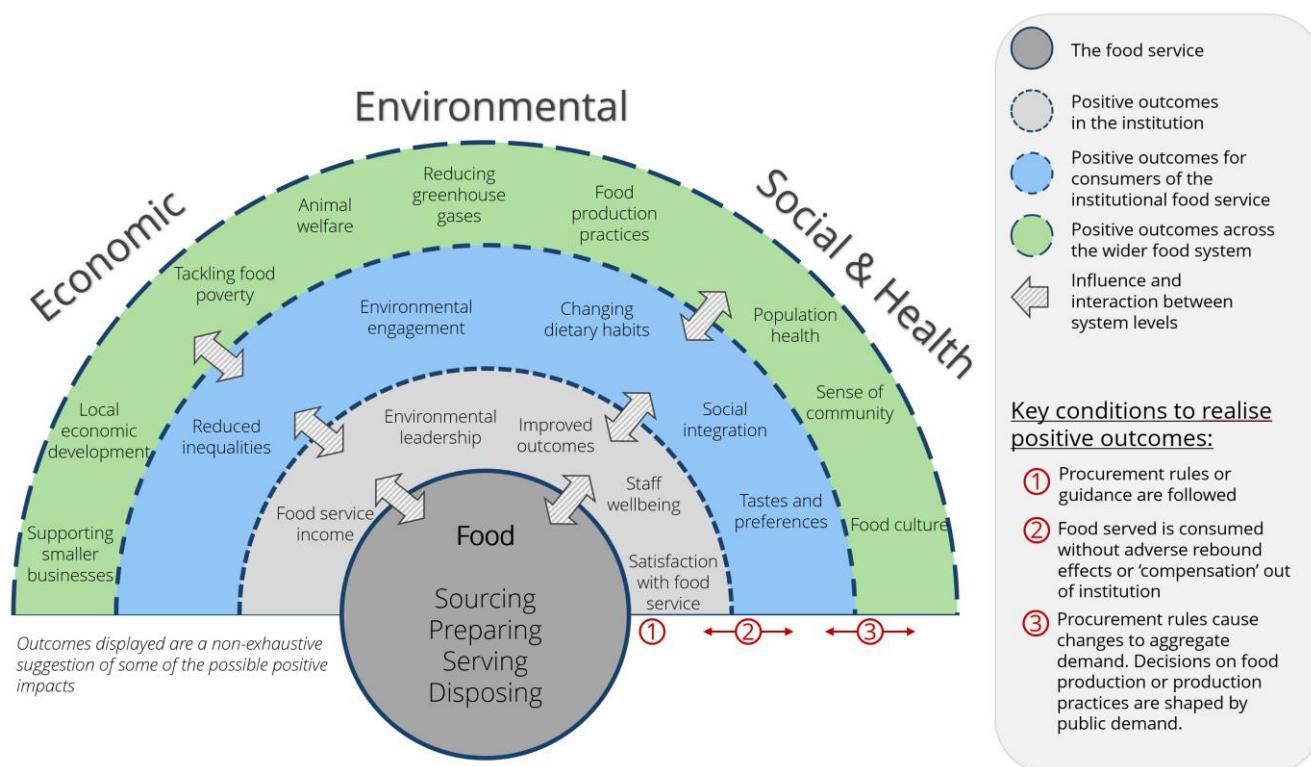 Environmental
Economic
Social & Health
Reducing
greenhouse
gases
Animal
welfare
Food
production
practices
Tackling food
poverty
Population
health
Local
economic
development
Sense of
community
Supporting
smaller
businesses
Food culture
Environmental
engagement
Changing
dietary habits
Reduced
inequalities
Social
integration
Tastes and
preferences
Environmental
leadership
Improved
outcomes
Food service
income
Staff
wellbeing
Satisfaction
with food
service
Food
Sourcing
Preparing
Serving
Disposing
1
2
3
Outcomes displayed are a non-exhaustive
suggestion of some of the possible positive
impacts
The food service
Positive outcomes
in the institution
Positive outcomes for
consumers of the
institutional food service
Positive outcomes across
the wider food system
Influence and
interaction between
system levels
Key conditions to realise
positive outcomes:
1 Procurement rules or
guidance are followed
2 Food served is consumed
without adverse rebound
effects or ‘compensation’ out
of institution
3 Procurement rules cause
changes to aggregate
demand. Decisions on food
production or production
practices are shaped by
public demand.